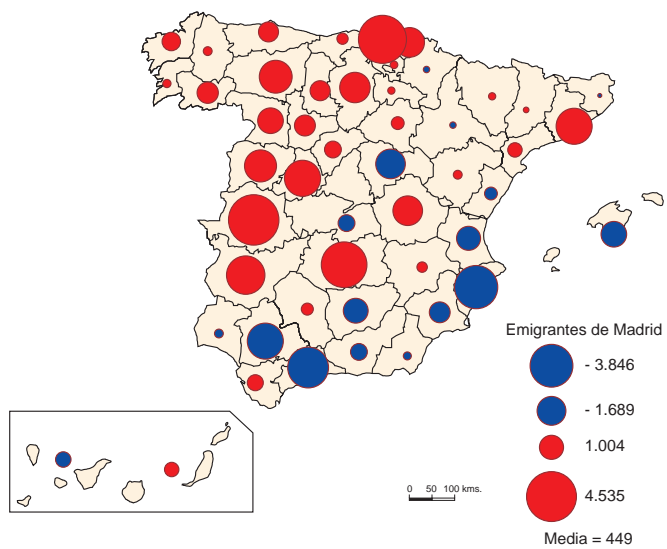 Emigrantes de Madrid
- 3.846
- 1.689
1.004
4.535
0 50 100 kms.
Media = 449